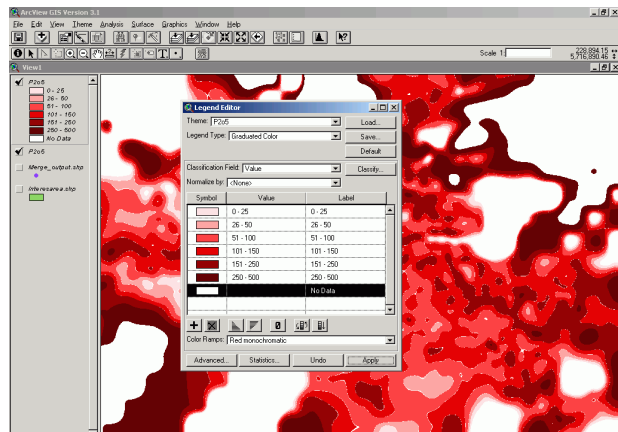 ArcView GIS Version 3.1
File Edit View Theme Analysis Surface Graphics Window Help
Scale 1:
228,894.15
5,716,890.46
View1
P2o5
0 - 25
26 - 50
51 - 100
101 - 150
151 - 250
250 - 500
No Data
P2o5
Merge_output.shp
Interesarea.shp
Legend Editor
Theme: P2o5
Load...
Legend Type: Graduated Color
Save...
Default
Classification Field: Value
Classify...
Normalize by: <None>
Symbol Value Label
0 - 25 0 - 25
26 - 50 26 - 50
51 - 100 51 - 100
101 - 150 101 - 150
151 - 250 151 - 250
250 - 500 250 - 500
No Data
Color Ramps: Red monochromatic
Advanced... Statistics... Undo Apply